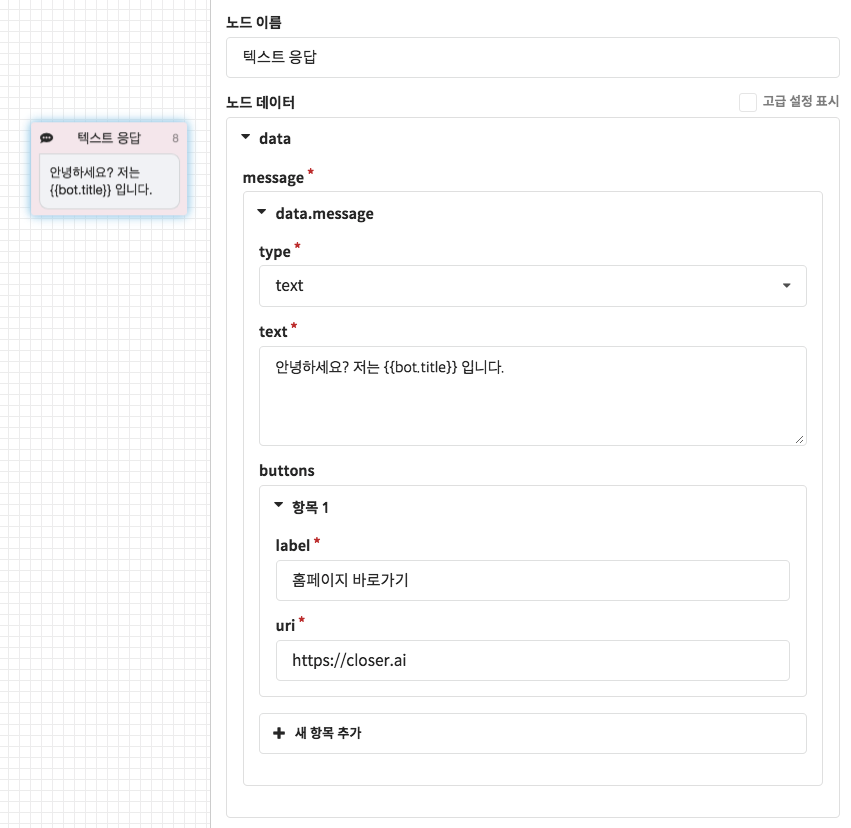 텍스트 응답 8
안녕하세요? 저는
{{bot.title}} 입니다.
노드 이름
텍스트 응답
노드 데이터
고급 설정 표시
data
message *
data.message
type *
text
text *
안녕하세요? 저는 {{bot.title}} 입니다.
buttons
항목 1
label *
홈페이지 바로가기
uri *
https://closer.ai
새 항목 추가